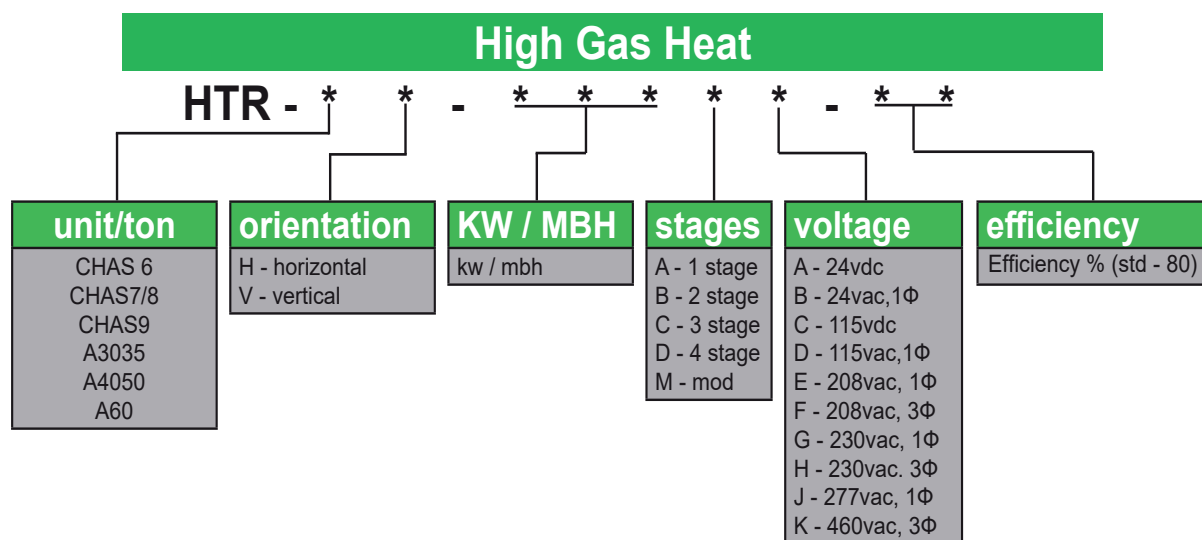 High Gas Heat
HTR - * * - * * * * * - * *
unit/ton
CHAS 6
CHAS7/8
CHAS9
A3035
A4050
A60
orientation
H - horizontal
V - vertical
KW / MBH
kw / mbh
stages
A - 1 stage
B - 2 stage
C - 3 stage
D - 4 stage
M - mod
voltage
A - 24vdc
B - 24vac,1Φ
C - 115vdc
D - 115vac,1Φ
E - 208vac, 1Φ
F - 208vac, 3Φ
G - 230vac, 1Φ
H - 230vac. 3Φ
J - 277vac, 1Φ
K - 460vac, 3Φ
efficiency
Efficiency % (std - 80)